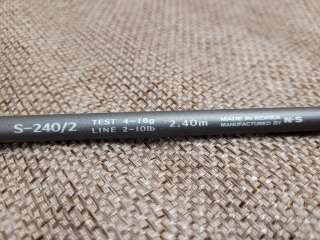 S-240/2
TEST 4-18g
LINE 2-10lb
2.40m
MADE IN KOREA
MANUFACTURED BY N·S